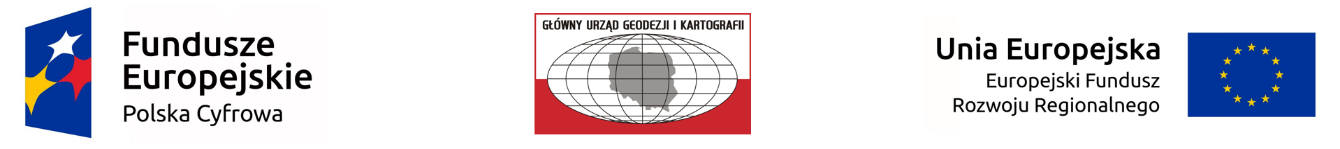 Fundusze
Europejskie
Polska Cyfrowa
GŁÓWNY URZĄD GEODEZJI I KARTOGRAFII
Unia Europejska
Europejski Fundusz
Rozwoju Regionalnego